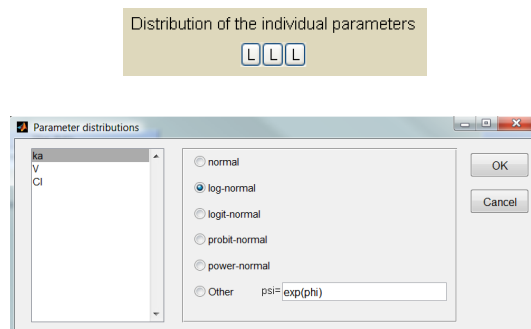 Distribution of the individual parameters
L L L
Parameter distributions
ka
V
Cl
normal
log-normal
logit-normal
probit-normal
power-normal
Other psi= exp(phi)
OK
Cancel